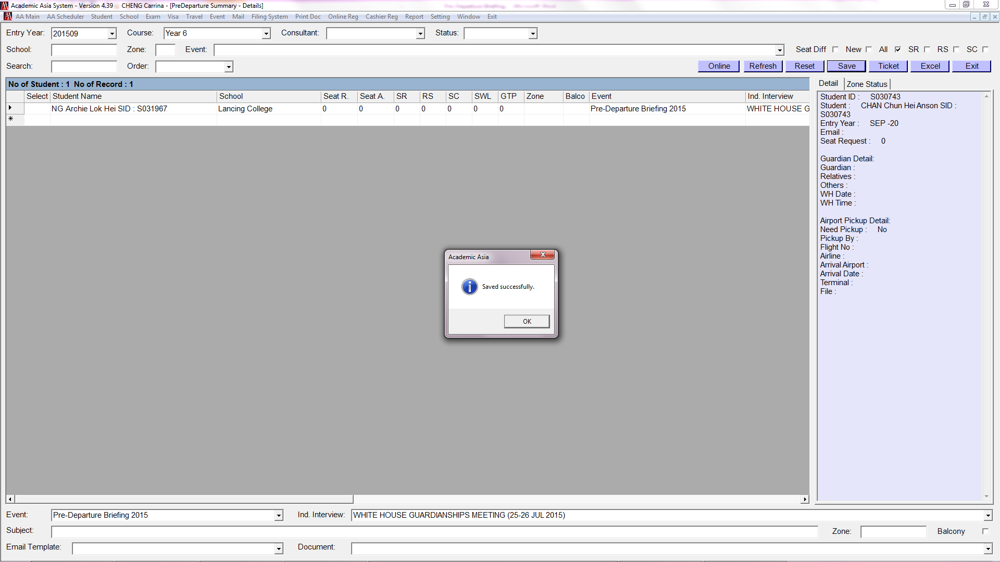 Academic Asia System - Version 4.39 CHENG Carrina - [PreDeparture Summary - Details]
AA Main AA Scheduler Student School Exam Visa Travel Event Mail Filing System Print Doc Online Reg Cashier Reg Report Setting Window Exit
Entry Year: 201509 Course: Year 6 Consultant: Status:
School: Zone: Event: Seat Diff New All SR RS SC
Search: Order: Online Refresh Reset Save Ticket Excel Exit
No of Student : 1 No of Record : 1
Select Student Name School Seat R. Seat A. SR RS SC SWL GTP Zone Balco Event Ind. Interview
NG Archie Lok Hei SID : S031967 Lancing College 0 0 0 0 0 0 0 Pre-Departure Briefing 2015 WHITE HOUSE G
Detail Zone Status
Student ID : S030743
Student : CHAN Chun Hei Anson SID :
S030743
Entry Year : SEP -20
Email :
Seat Request : 0
Guardian Detail:
Guardian :
Relatives :
Others :
WH Date :
WH Time :
Airport Pickup Detail:
Need Pickup : No
Pickup By :
Flight No :
Airline :
Arrival Airport :
Arrival Date :
Terminal :
File :
Academic Asia
Saved successfully.
OK
Event: Pre-Departure Briefing 2015 Ind. Interview: WHITE HOUSE GUARDIANSHIPS MEETING (25-26 JUL 2015)
Subject: Zone: Balcony
Email Template: Document: